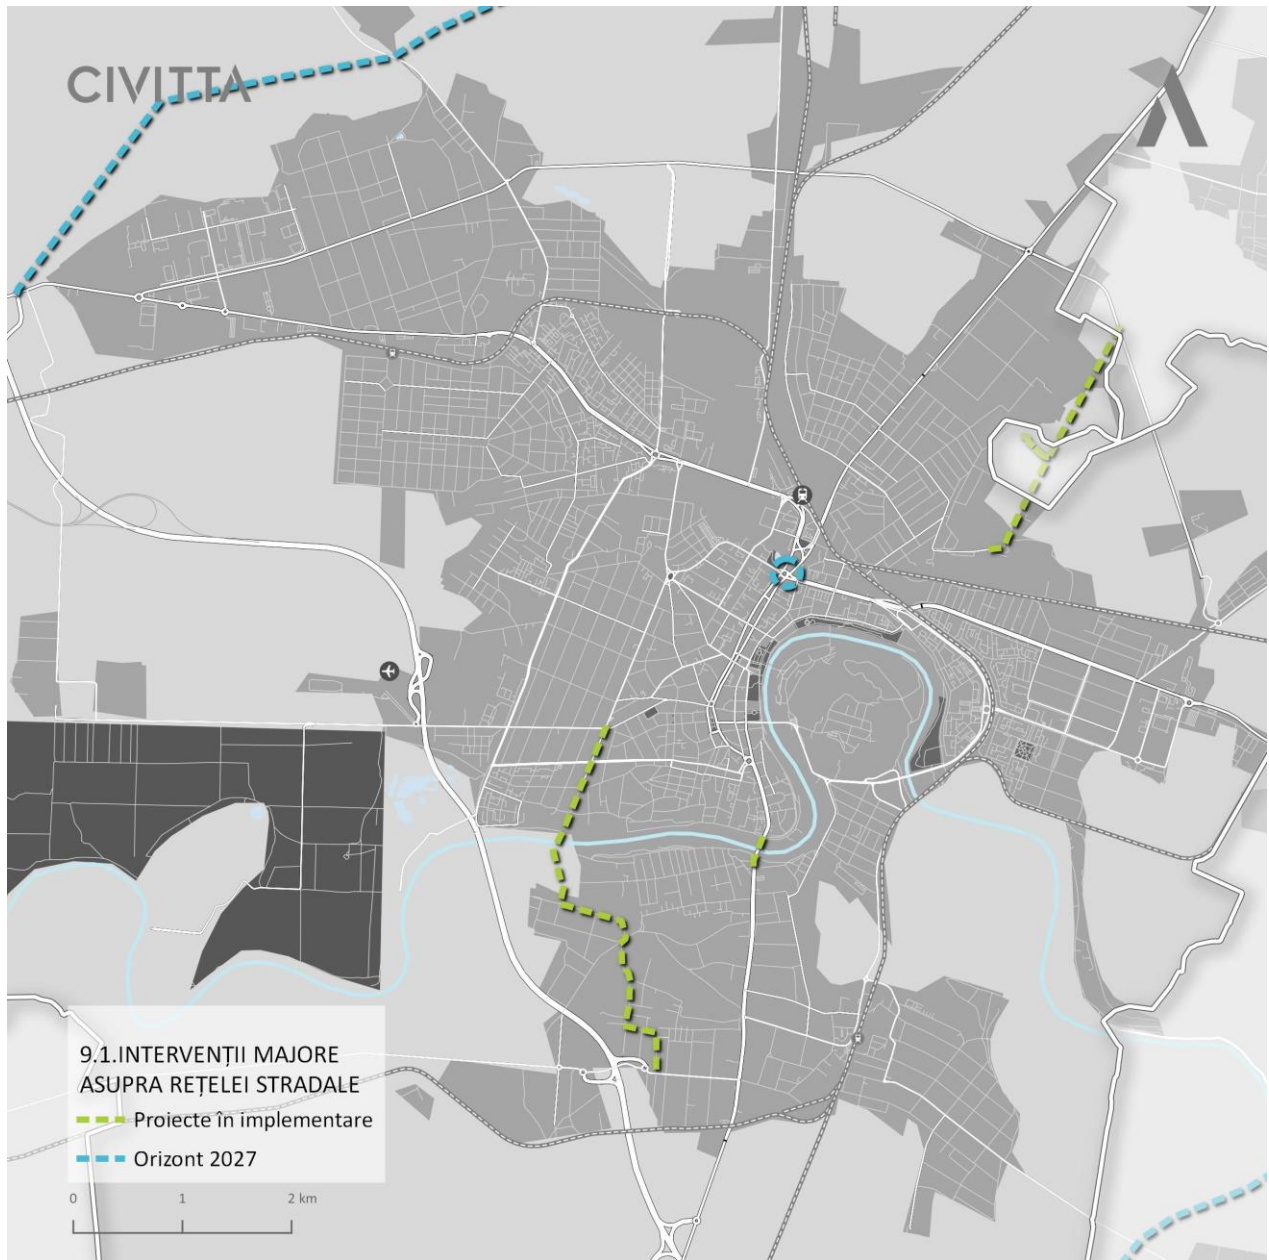 CIVITTA
9.1.INTERVENȚII MAJORE
ASUPRA REȚELEI STRADALE
Proiecte în implementare
Orizont 2027
0 1 2 km